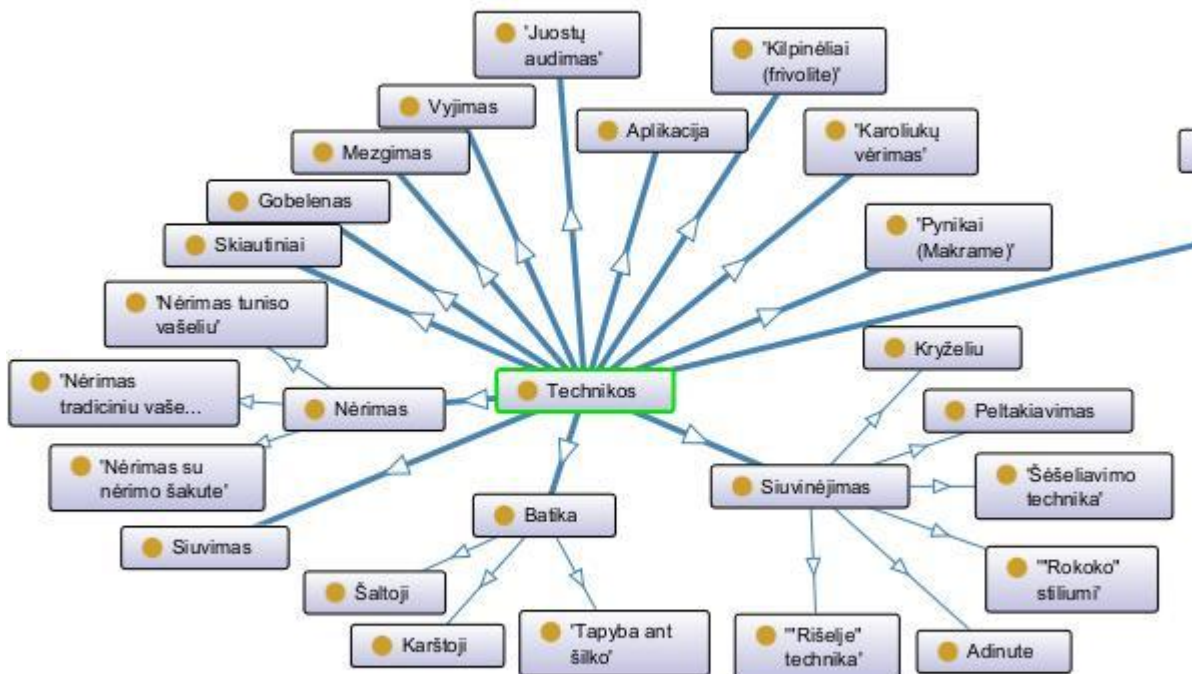 'Juostų
audimas'
'Kilpinėliai
(frivolite)'
Vyjimas
Aplikacija
'Karoliukų
vėrimas'
Mezgimas
Gobelenas
Skiautiniai
'Pynikai
(Makrame)'
'Nėrimas tuniso
vašeliu'
Kryželiu
'Nėrimas
tradiciniu vaše...
Nėrimas
Technikos
Peltakiavimas
'Nėrimas su
nėrimo šakute'
Siuvinėjimas
'Šėšeliavimo
technika'
Siuvimas
Batika
'"Rokoko"
stiliumi'
Šaltoji
Karštoji
'Tapyba ant
šilko'
'"Rišelje"
technika'
Adinute